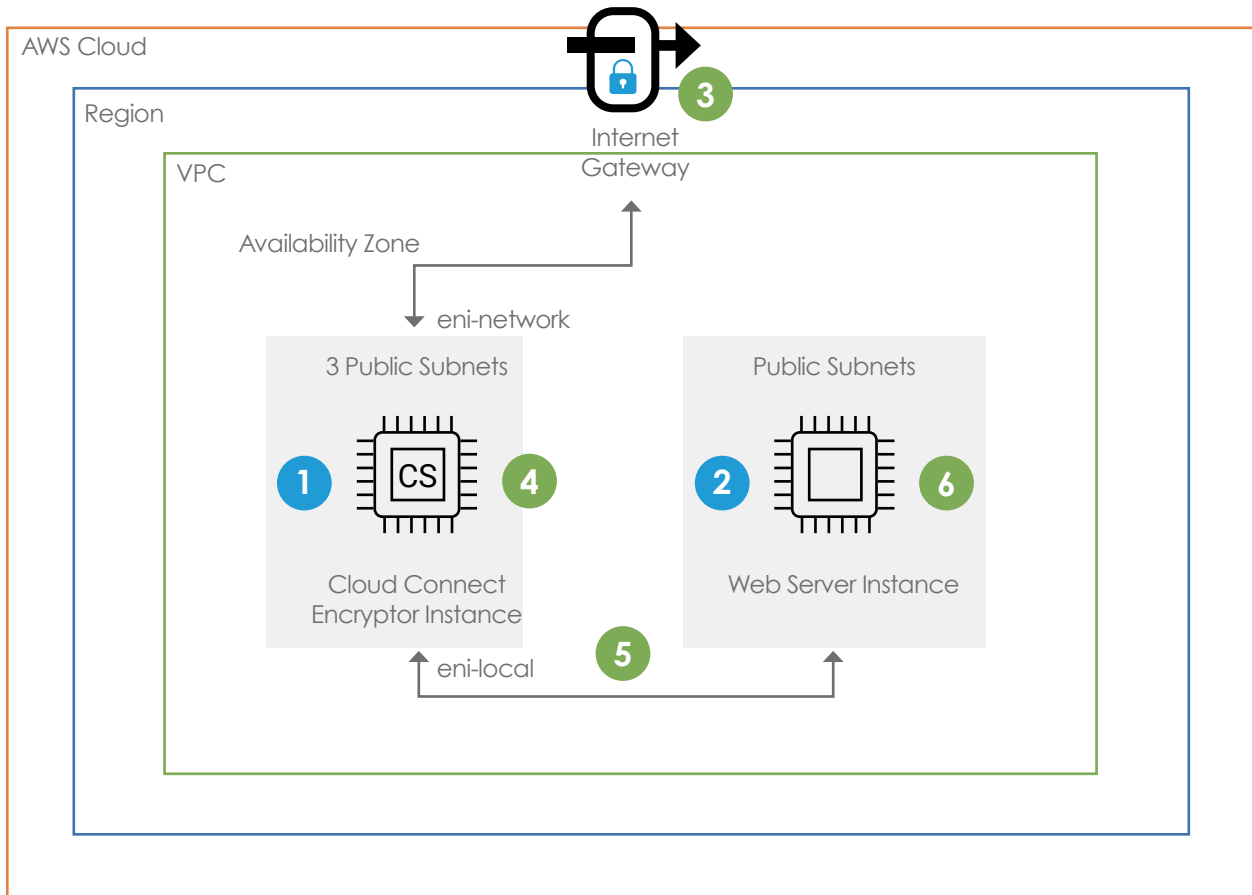 AWS Cloud
3
Region
Internet
Gateway
VPC
Availability Zone
eni-network
3 Public Subnets
Public Subnets
1
CS
4
2
6
Cloud Connect
Encryptor Instance
Web Server Instance
5
eni-local